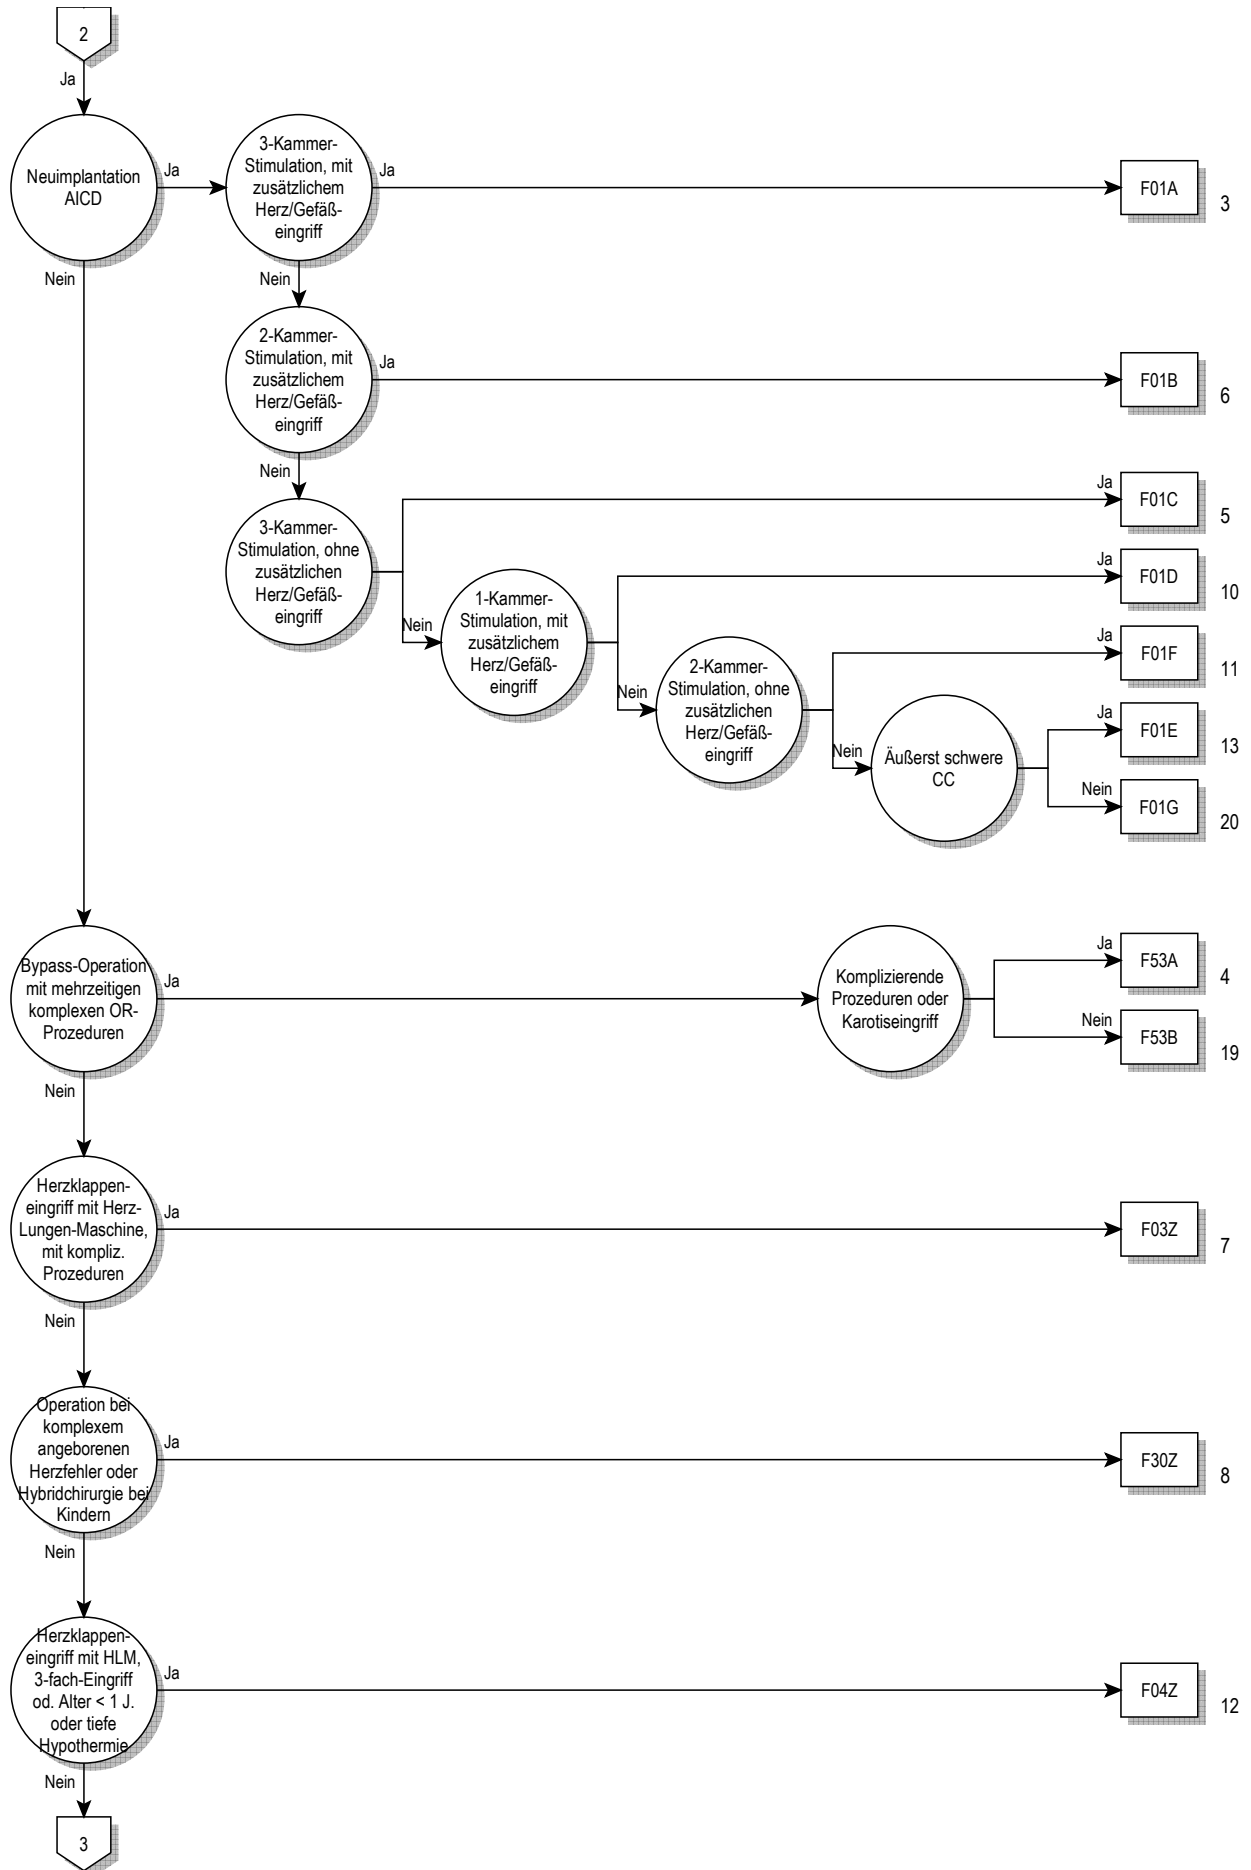 2
Ja
Neuimplantation
AICD
Ja
3-Kammer-
Stimulation, mit
zusätzlichem
Herz/Gefäß-
eingriff
Ja
F01A
3
Nein
Nein
2-Kammer-
Stimulation, mit
zusätzlichem
Herz/Gefäß-
eingriff
Ja
F01B
6
Nein
3-Kammer-
Stimulation, ohne
zusätzlichen
Herz/Gefäß-
eingriff
Ja
F01C
5
Nein
1-Kammer-
Stimulation, mit
zusätzlichem
Herz/Gefäß-
eingriff
Ja
F01D
10
Nein
2-Kammer-
Stimulation, ohne
zusätzlichen
Herz/Gefäß-
eingriff
Ja
F01F
11
Nein
Äußerst schwere
CC
Ja
F01E
13
Nein
F01G
20
Bypass-Operation
mit mehrzeitigen
komplexen OR-
Prozeduren
Ja
Komplizierende
Prozeduren oder
Karotiseingriff
Ja
F53A
4
Nein
F53B
19
Nein
Herzklappen-
eingriff mit Herz-
Lungen-Maschine,
mit kompliz.
Prozeduren
Ja
F03Z
7
Nein
Operation bei
komplexem
angeborenen
Herzfehler oder
Hybridchirurgie bei
Kindern
Ja
F30Z
8
Nein
Herzklappen-
eingriff mit HLM,
3-fach-Eingriff
od. Alter < 1 J.
oder tiefe
Hypothermie
Ja
F04Z
12
Nein
3